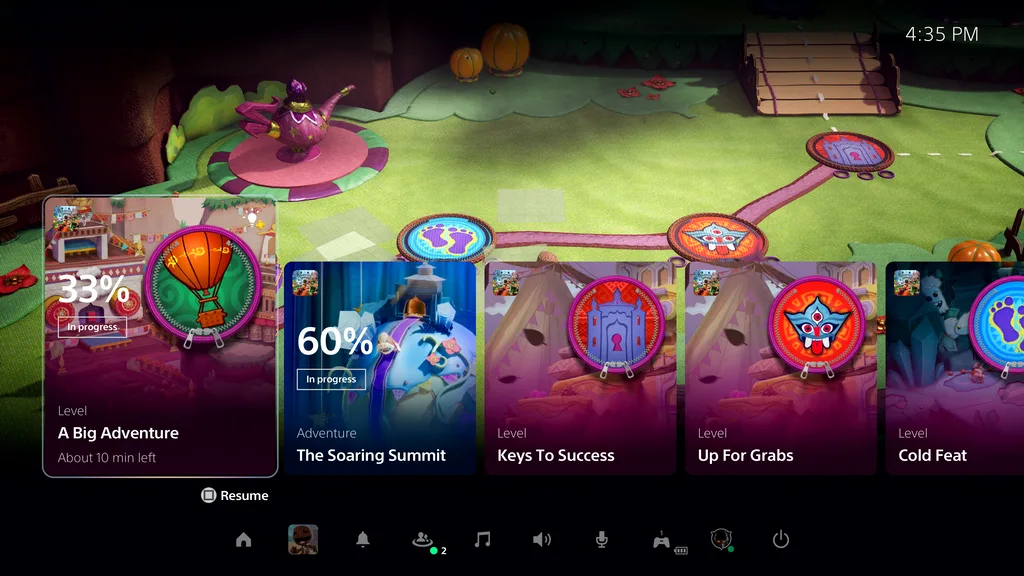 4:35 PM
33%
In progress
Level
A Big Adventure
About 10 min left
60%
In progress
Adventure
The Soaring Summit
Level
Keys To Success
Level
Up For Grabs
Level
Cold Feat
Resume
2